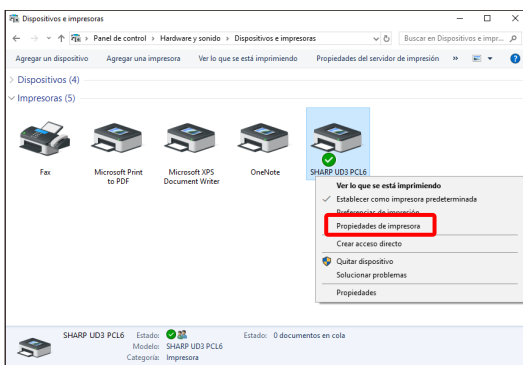 Dispositivos e impresoras
Panel de control > Hardware y sonido > Dispositivos e impresoras
Buscar en Dispositivos e impr...
Agregar un dispositivo Agregar una impresora Ver lo que se está imprimiendo Propiedades del servidor de impresión »
Dispositivos (4)
Impresoras (5)
Fax
Microsoft Print
to PDF
Microsoft XPS
Document Writer
OneNote
SHARP UD3 PCL6
Ver lo que se está imprimiendo
Establecer como impresora predeterminada
Preferencias de impresión
Propiedades de impresora
Crear acceso directo
Quitar dispositivo
Solucionar problemas
Propiedades
SHARP UD3 PCL6 Estado: Estado: 0 documentos en cola
Modelo: SHARP UD3 PCL6
Categoría: Impresora